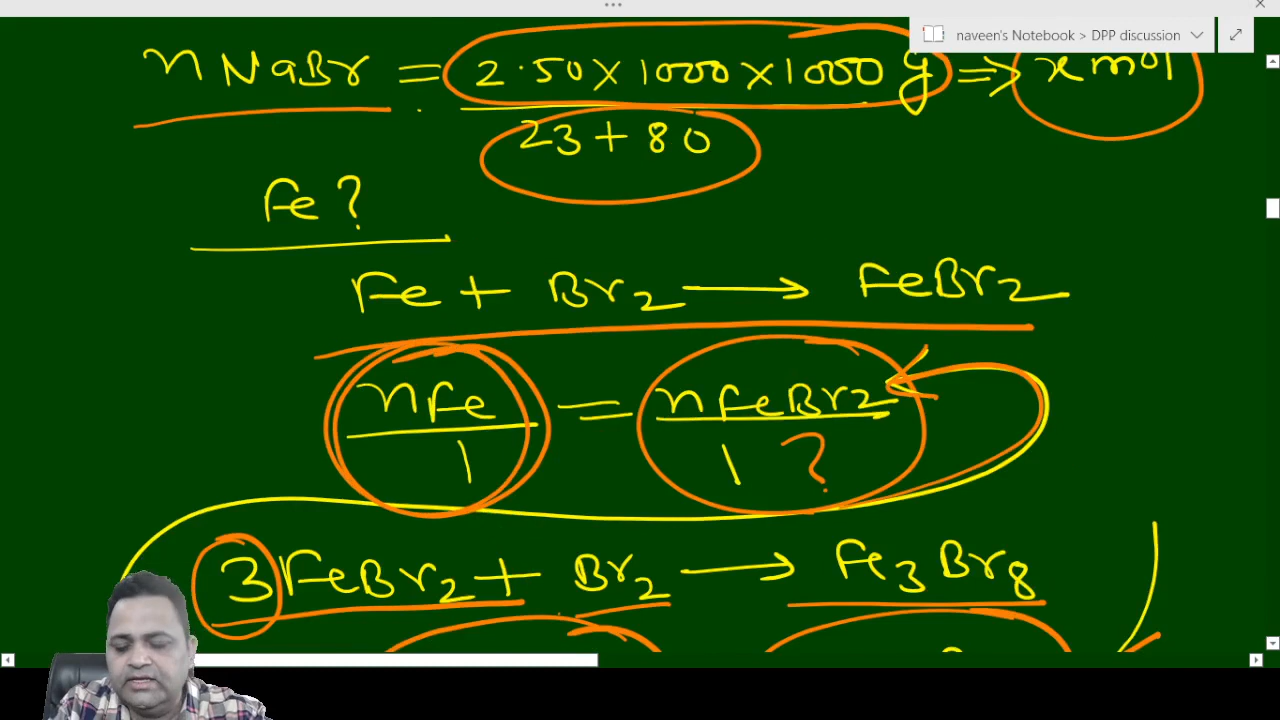 naveen's Notebook > DPP discussion
nNaBr = 2.50×1000×1000 g ⇒ x mol
23+80
Fe?
Fe + Br2 → FeBr2
nFe = nFeBr2
1 1 ?
3FeBr2 + Br2 → Fe3Br8